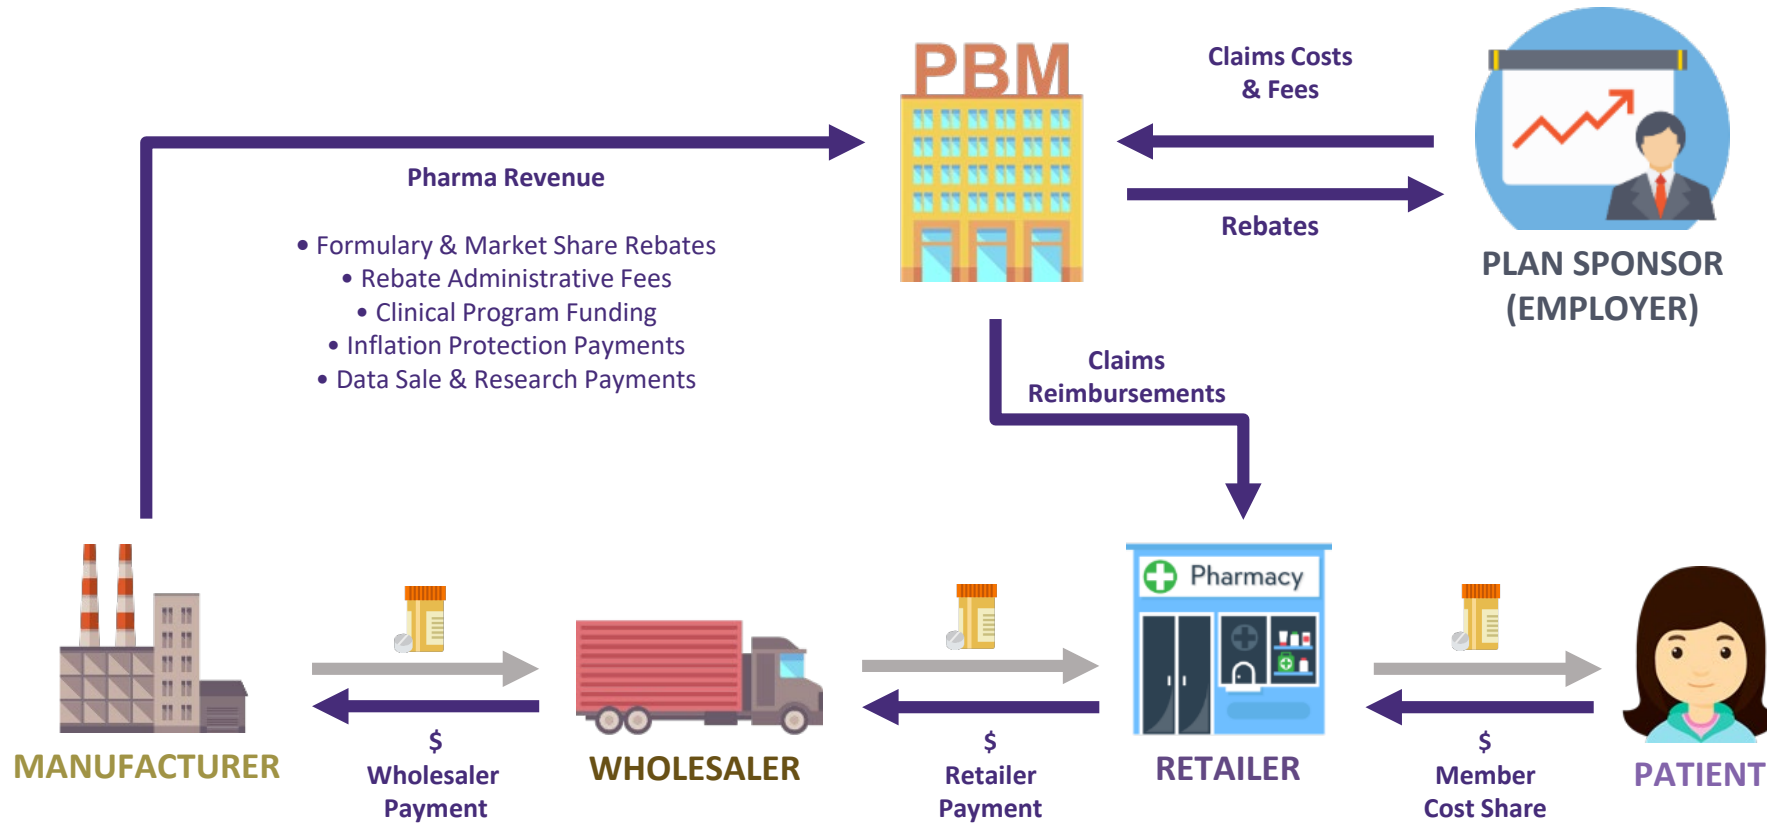 PBM
Claims Costs
& Fees
Pharma Revenue
• Formulary & Market Share Rebates
• Rebate Administrative Fees
• Clinical Program Funding
• Inflation Protection Payments
• Data Sale & Research Payments
Rebates
PLAN SPONSOR
(EMPLOYER)
Claims
Reimbursements
Pharmacy
MANUFACTURER
$
Wholesaler
Payment
WHOLESALER
$
Retailer
Payment
RETAILER
$
Member
Cost Share
PATIENT